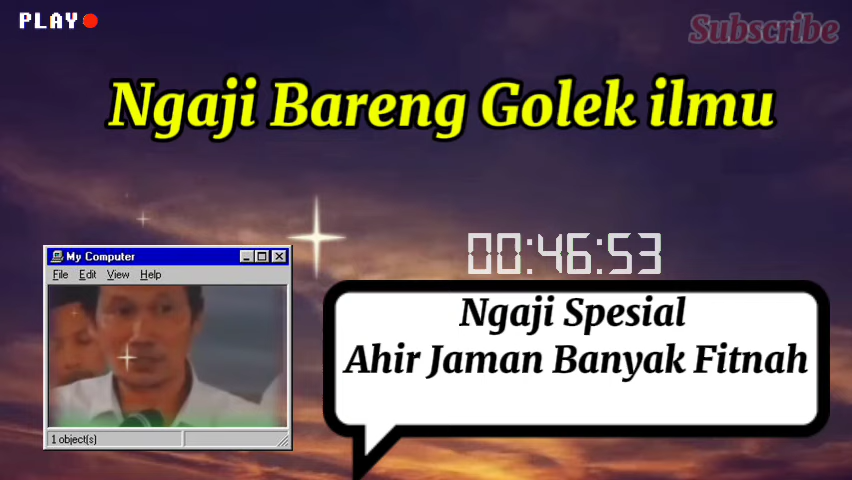 PLAY
Subscribe
Ngaji Bareng Golek ilmu
00:46:53
My Computer
File Edit View Help
Ngaji Spesial
Ahir Jaman Banyak Fitnah
1 object(s)